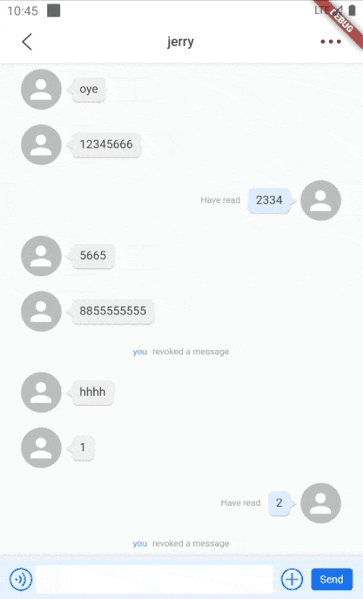 10:45
LTE
DEBUG
jerry
oye
12345666
Have read 2334
5665
8855555555
you revoked a message
hhhh
1
Have read 2
you revoked a message
Send